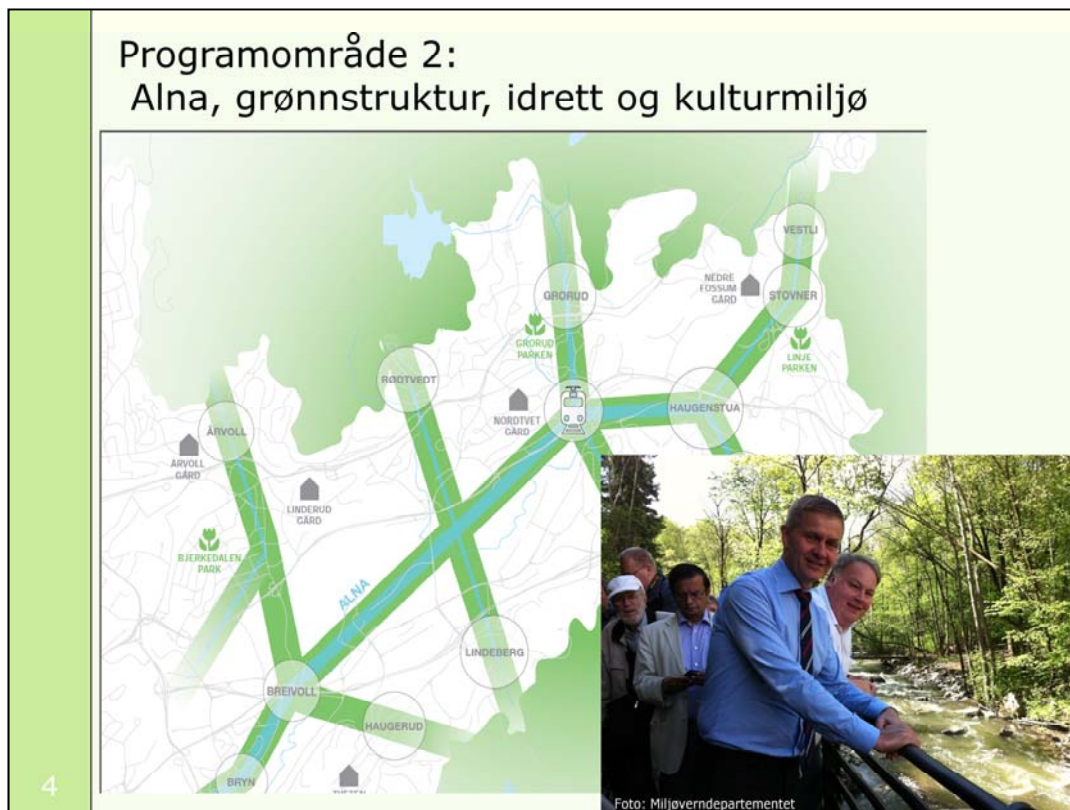 Programområde 2:
Alna, grønnstruktur, idrett og kulturmiljø
VESTLI
NEDRE
FOSSUM
GÅRD
STOVNER
GRORUD
GRORUD
PARKEN
LINJE
PARKEN
RØDTVEDT
NORDTVET
GÅRD
HAUGENSTUA
ÅRVOLL
ÅRVOLL
GÅRD
LINDERUD
GÅRD
BJERKEDALEN
PARK
ALNA
LINDEBERG
BREIVOLL
HAUGERUD
BRYN
4
Foto: Miljøverndepartementet